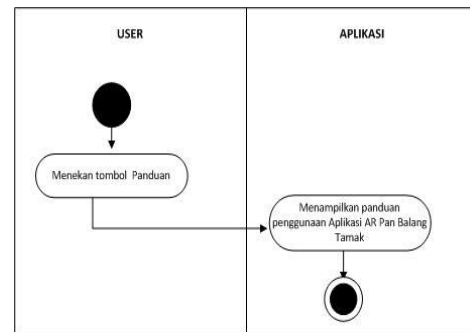 USER
APLIKASI
Menekan tombol Panduan
Menampilkan panduan
penggunaan Aplikasi AR Pan Balang
Tamak